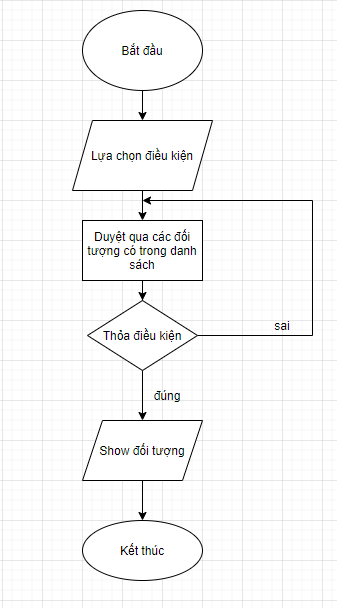 Bắt đầu
Lựa chọn điều kiện
Duyệt qua các đối
tượng có trong danh
sách
Thỏa điều kiện
sai
đúng
Show đối tượng
Kết thúc